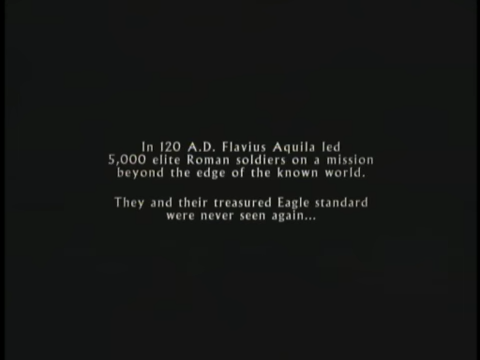 In 120 A.D. Flavius Aquila led
5,000 elite Roman soldiers on a mission
beyond the edge of the known world.
They and their treasured Eagle standard
were never seen again...